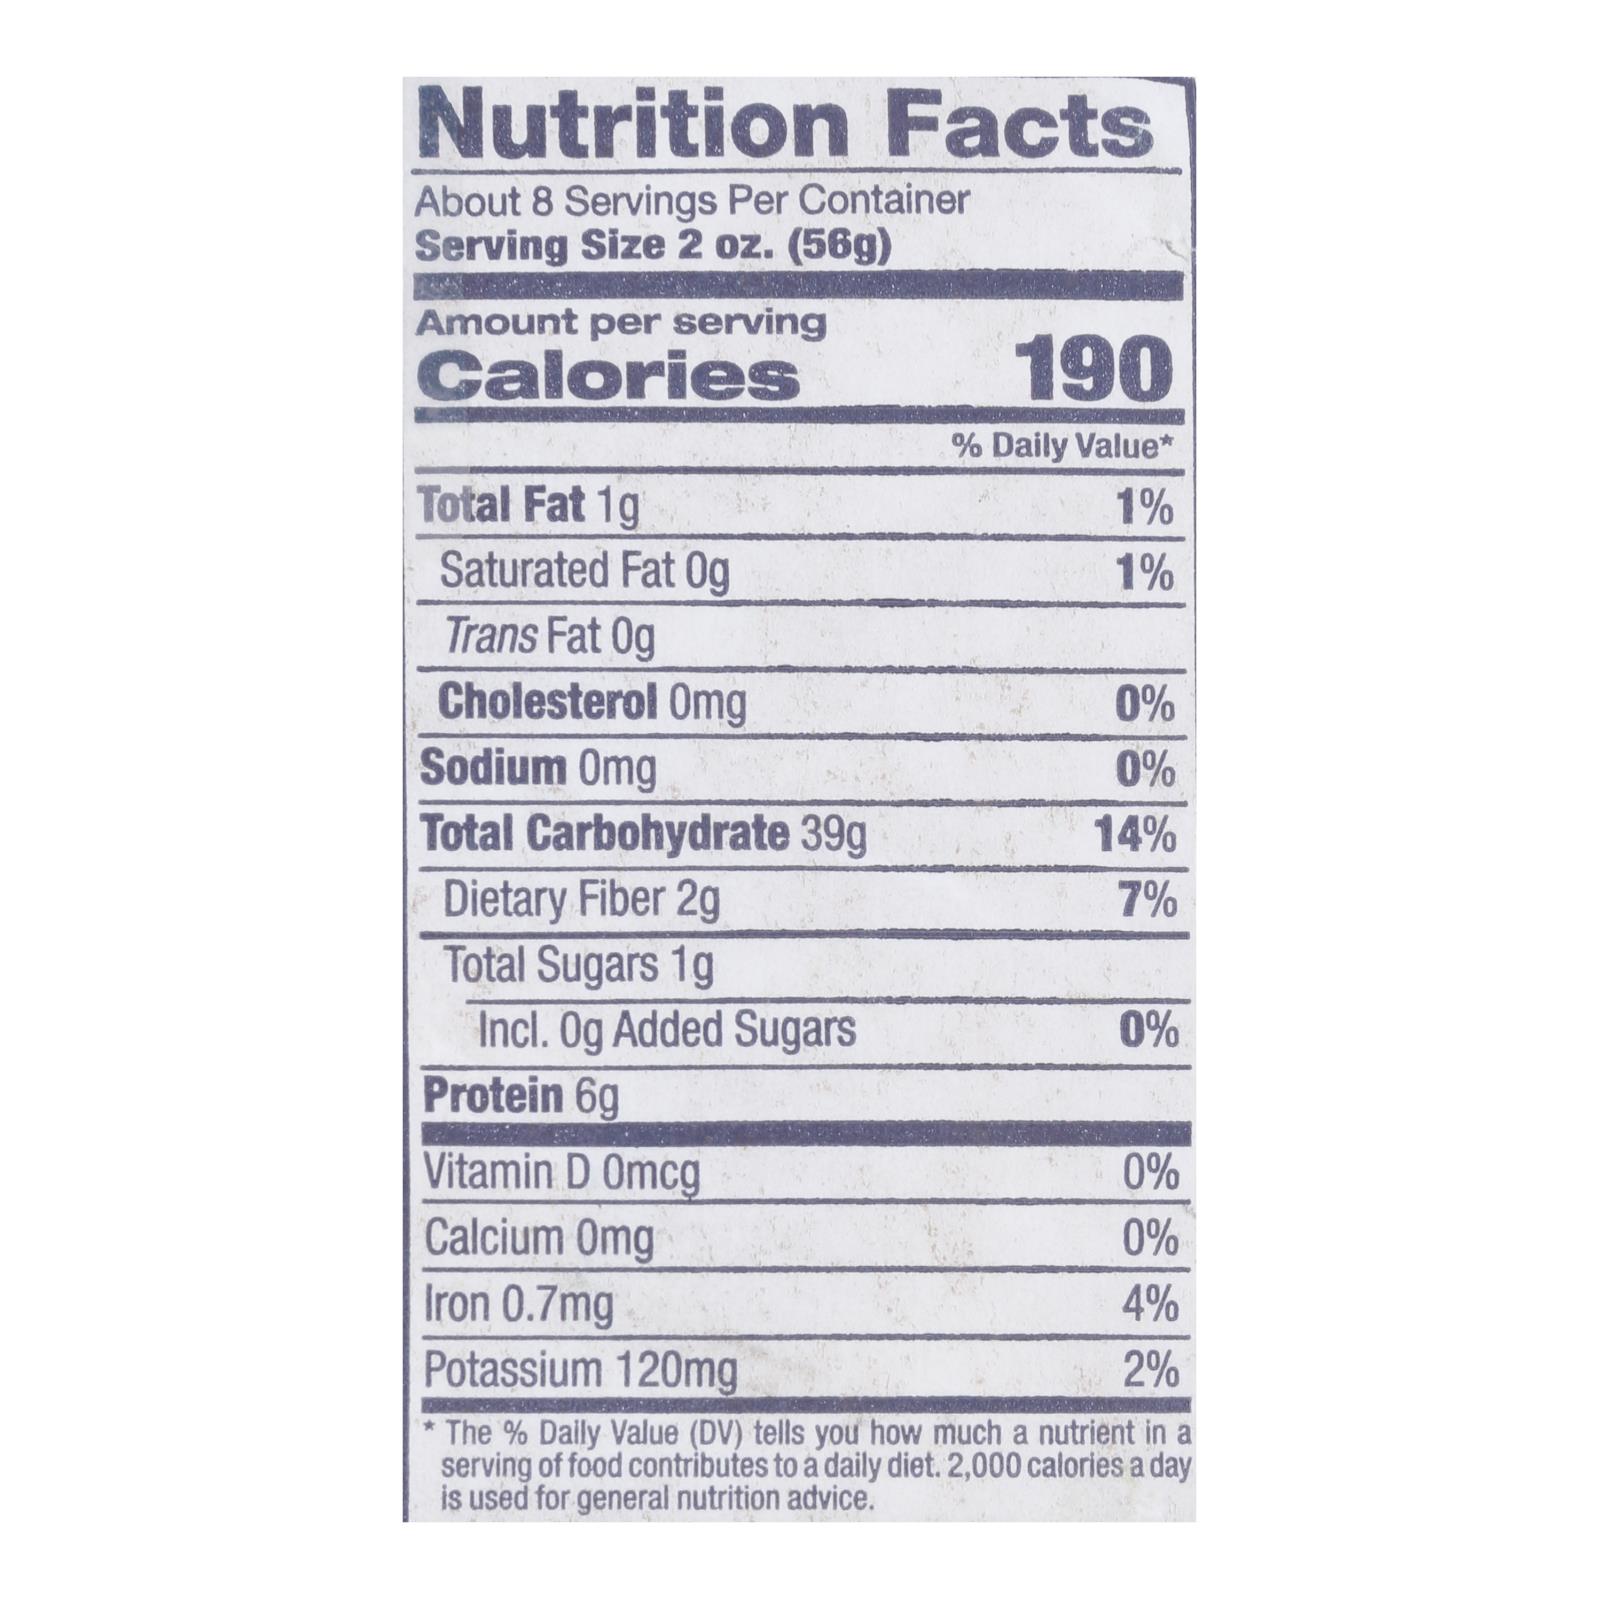 Nutrition Facts
About 8 Servings Per Container
Serving Size 2 oz. (56g)
Amount per serving
Calories 190
% Daily Value*
Total Fat 1g 1%
Saturated Fat 0g 1%
Trans Fat 0g
Cholesterol 0mg 0%
Sodium 0mg 0%
Total Carbohydrate 39g 14%
Dietary Fiber 2g 7%
Total Sugars 1g
Incl. 0g Added Sugars 0%
Protein 6g
Vitamin D 0mcg 0%
Calcium 0mg 0%
Iron 0.7mg 4%
Potassium 120mg 2%
* The % Daily Value (DV) tells you how much a nutrient in a
serving of food contributes to a daily diet. 2,000 calories a day
is used for general nutrition advice.